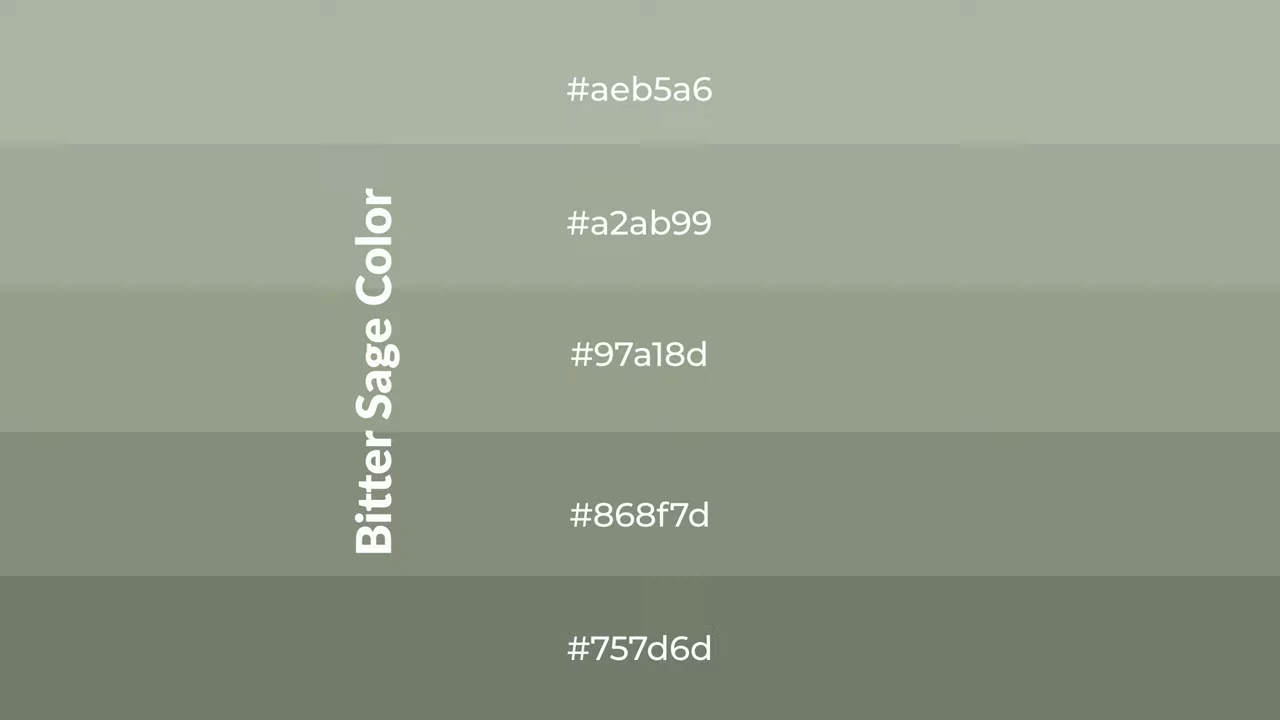 Bitter Sage Color
#aeb5a6
#a2ab99
#97a18d
#868f7d
#757d6d